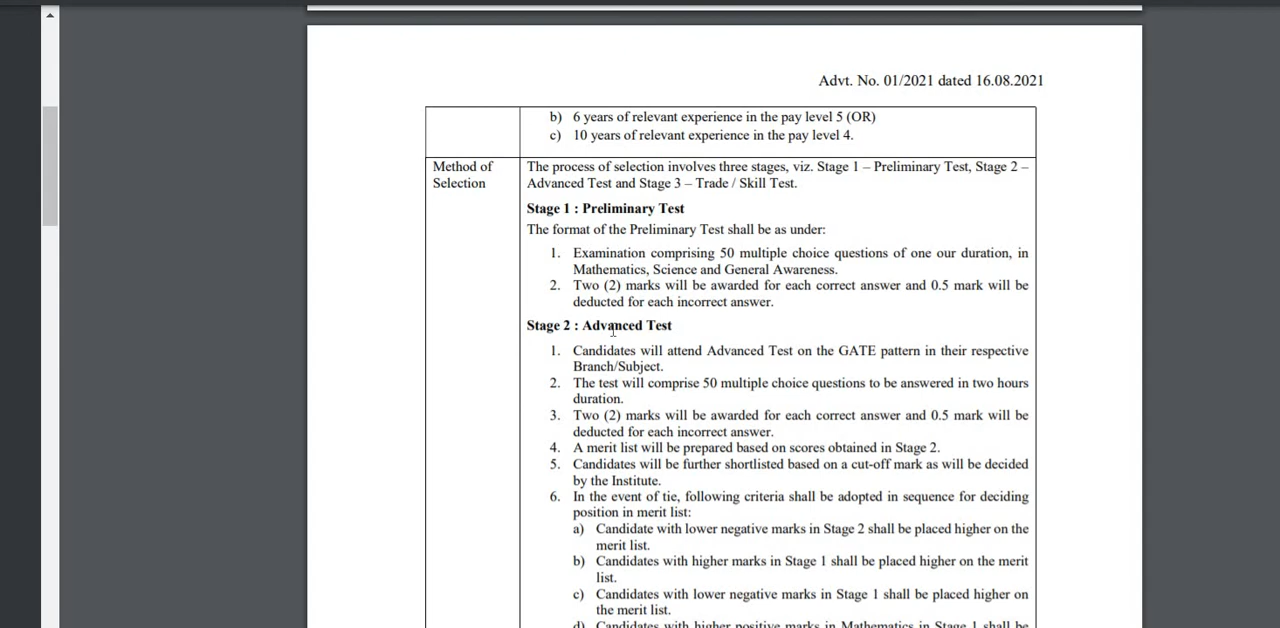 Advt. No. 01/2021 dated 16.08.2021
b) 6 years of relevant experience in the pay level 5 (OR)
c) 10 years of relevant experience in the pay level 4.
Method of
Selection
The process of selection involves three stages, viz. Stage 1 – Preliminary Test, Stage 2 –
Advanced Test and Stage 3 – Trade / Skill Test.
Stage 1 : Preliminary Test
The format of the Preliminary Test shall be as under:
1. Examination comprising 50 multiple choice questions of one our duration, in
Mathematics, Science and General Awareness.
2. Two (2) marks will be awarded for each correct answer and 0.5 mark will be
deducted for each incorrect answer.
Stage 2 : Advanced Test
1. Candidates will attend Advanced Test on the GATE pattern in their respective
Branch/Subject.
2. The test will comprise 50 multiple choice questions to be answered in two hours
duration.
3. Two (2) marks will be awarded for each correct answer and 0.5 mark will be
deducted for each incorrect answer.
4. A merit list will be prepared based on scores obtained in Stage 2.
5. Candidates will be further shortlisted based on a cut-off mark as will be decided
by the Institute.
6. In the event of tie, following criteria shall be adopted in sequence for deciding
position in merit list:
a) Candidate with lower negative marks in Stage 2 shall be placed higher on the
merit list.
b) Candidates with higher marks in Stage 1 shall be placed higher on the merit
list.
c) Candidates with lower negative marks in Stage 1 shall be placed higher on
the merit list.
d) Candidates with higher positive marks in Mathematics in Stage 1 shall be